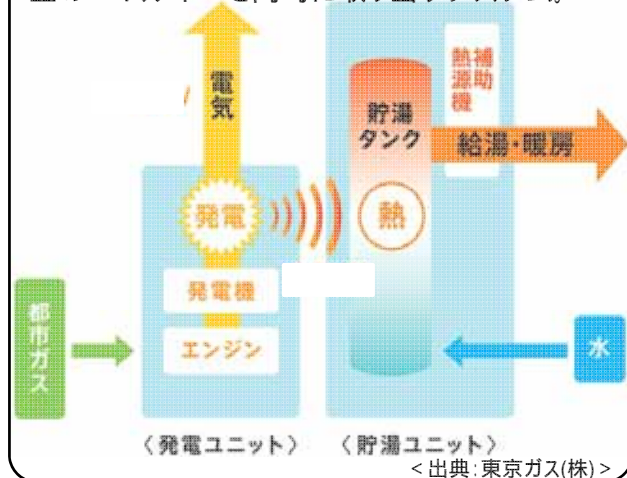 電気
補助
熱源機
貯湯
タンク
給湯・暖房
発電
熱
発電機
エンジン
都市ガス
水
〈発電ユニット〉
〈貯湯ユニット〉
<出典:東京ガス(株)>